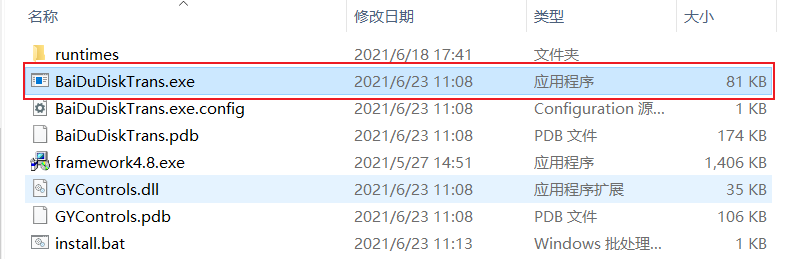 名称 修改日期 类型 大小
runtimes 2021/6/18 17:41 文件夹
BaiDuDiskTrans.exe 2021/6/23 11:08 应用程序 81 KB
BaiDuDiskTrans.exe.config 2021/6/23 11:08 Configuration 源... 1 KB
BaiDuDiskTrans.pdb 2021/6/23 11:08 PDB 文件 174 KB
framework4.8.exe 2021/5/27 14:51 应用程序 1,406 KB
GYControls.dll 2021/6/23 11:08 应用程序扩展 35 KB
GYControls.pdb 2021/6/23 11:08 PDB 文件 106 KB
install.bat 2021/6/23 11:13 Windows 批处理... 1 KB